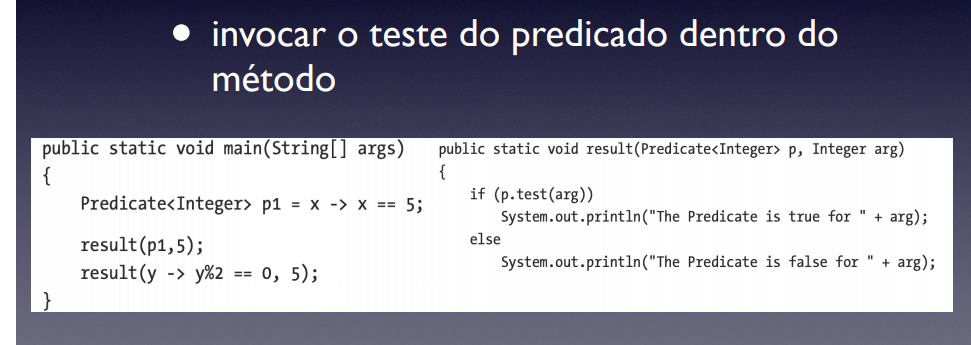 • invocar o teste do predicado dentro do
método
public static void main(String[] args)
{
Predicate<Integer> p1 = x -> x == 5;
result(p1,5);
result(y -> y%2 == 0, 5);
}
public static void result(Predicate<Integer> p, Integer arg)
{
if (p.test(arg))
System.out.println("The Predicate is true for " + arg);
else
System.out.println("The Predicate is false for " + arg);